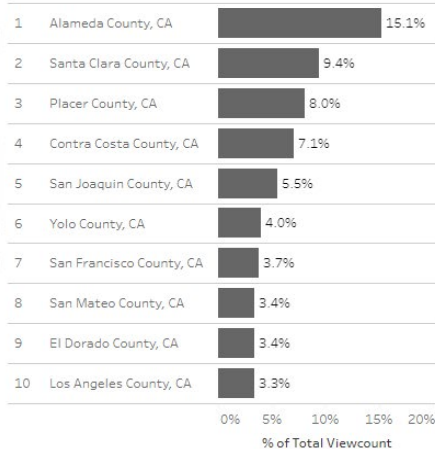 1 Alameda County, CA 15.1%
2 Santa Clara County, CA 9.4%
3 Placer County, CA 8.0%
4 Contra Costa County, CA 7.1%
5 San Joaquin County, CA 5.5%
6 Yolo County, CA 4.0%
7 San Francisco County, CA 3.7%
8 San Mateo County, CA 3.4%
9 El Dorado County, CA 3.4%
10 Los Angeles County, CA 3.3%
0% 5% 10% 15% 20%
% of Total Viewcount